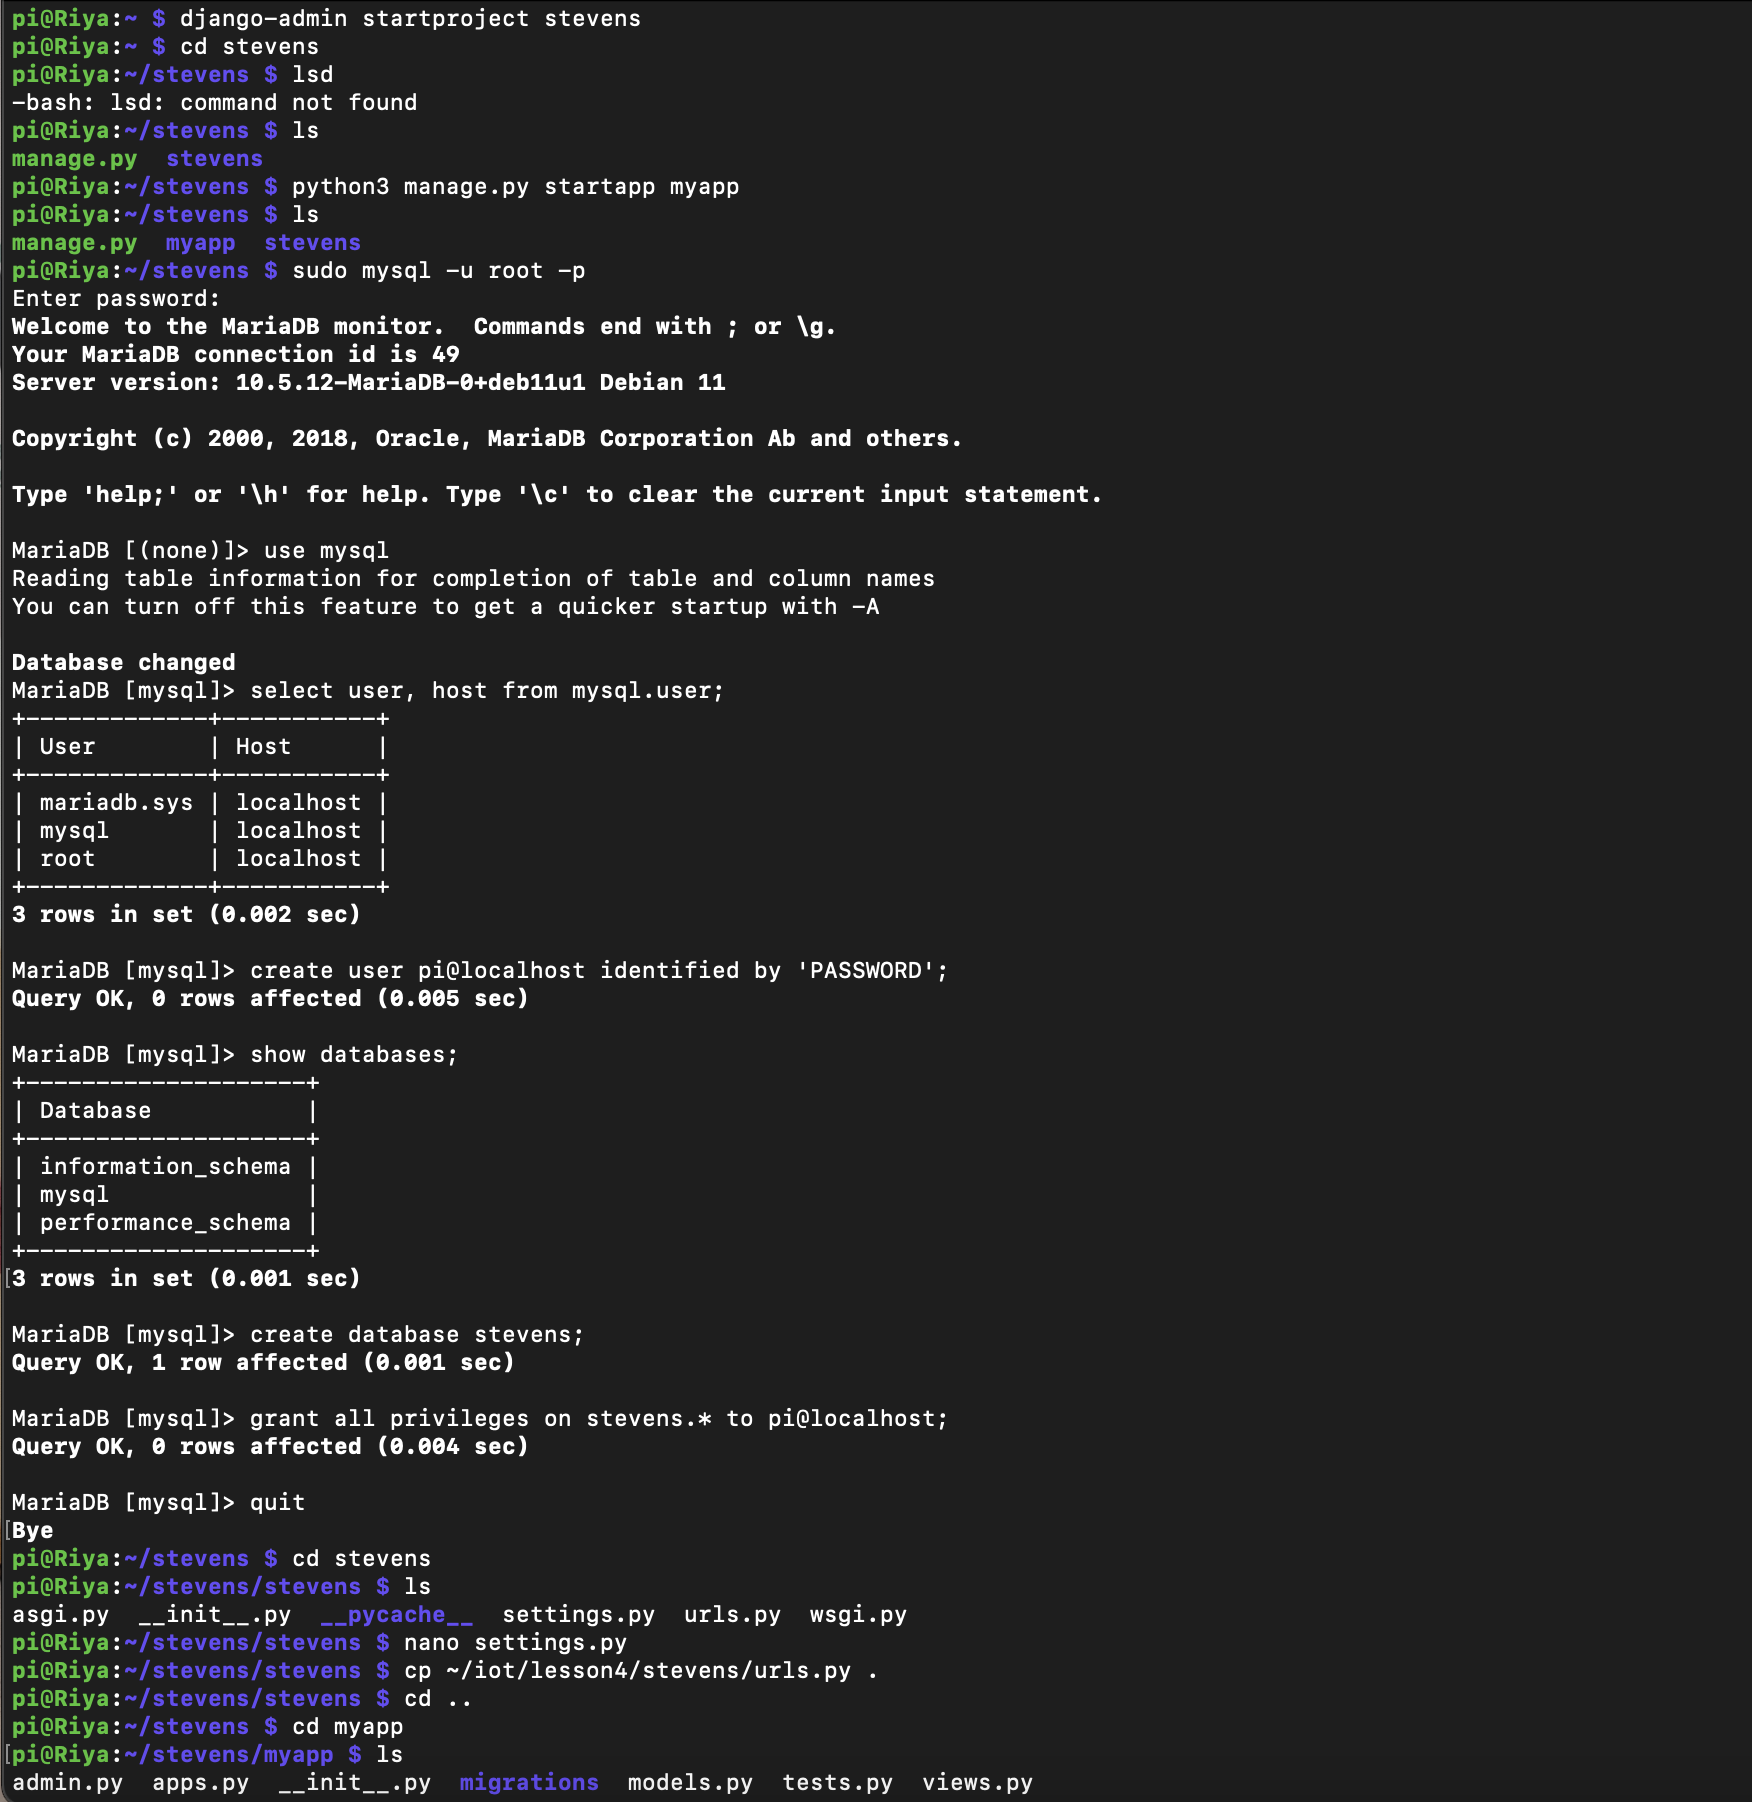 pi@Riya:~ $ django-admin startproject stevens
pi@Riya:~ $ cd stevens
pi@Riya:~/stevens $ lsd
-bash: lsd: command not found
pi@Riya:~/stevens $ ls
manage.py  stevens
pi@Riya:~/stevens $ python3 manage.py startapp myapp
pi@Riya:~/stevens $ ls
manage.py  myapp  stevens
pi@Riya:~/stevens $ sudo mysql -u root -p
Enter password:
Welcome to the MariaDB monitor.  Commands end with ; or \g.
Your MariaDB connection id is 49
Server version: 10.5.12-MariaDB-0+deb11u1 Debian 11

Copyright (c) 2000, 2018, Oracle, MariaDB Corporation Ab and others.

Type 'help;' or '\h' for help. Type '\c' to clear the current input statement.

MariaDB [(none)]> use mysql
Reading table information for completion of table and column names
You can turn off this feature to get a quicker startup with -A

Database changed
MariaDB [mysql]> select user, host from mysql.user;
+-------------+-----------+
| User        | Host      |
+-------------+-----------+
| mariadb.sys | localhost |
| mysql       | localhost |
| root        | localhost |
+-------------+-----------+
3 rows in set (0.002 sec)

MariaDB [mysql]> create user pi@localhost identified by 'PASSWORD';
Query OK, 0 rows affected (0.005 sec)

MariaDB [mysql]> show databases;
+--------------------+
| Database           |
+--------------------+
| information_schema |
| mysql              |
| performance_schema |
+--------------------+
3 rows in set (0.001 sec)

MariaDB [mysql]> create database stevens;
Query OK, 1 row affected (0.001 sec)

MariaDB [mysql]> grant all privileges on stevens.* to pi@localhost;
Query OK, 0 rows affected (0.004 sec)

MariaDB [mysql]> quit
Bye
pi@Riya:~/stevens $ cd stevens
pi@Riya:~/stevens/stevens $ ls
asgi.py  __init__.py  __pycache__  settings.py  urls.py  wsgi.py
pi@Riya:~/stevens/stevens $ nano settings.py
pi@Riya:~/stevens/stevens $ cp ~/iot/lesson4/stevens/urls.py .
pi@Riya:~/stevens/stevens $ cd ..
pi@Riya:~/stevens $ cd myapp
pi@Riya:~/stevens/myapp $ ls
admin.py  apps.py  __init__.py  migrations  models.py  tests.py  views.py